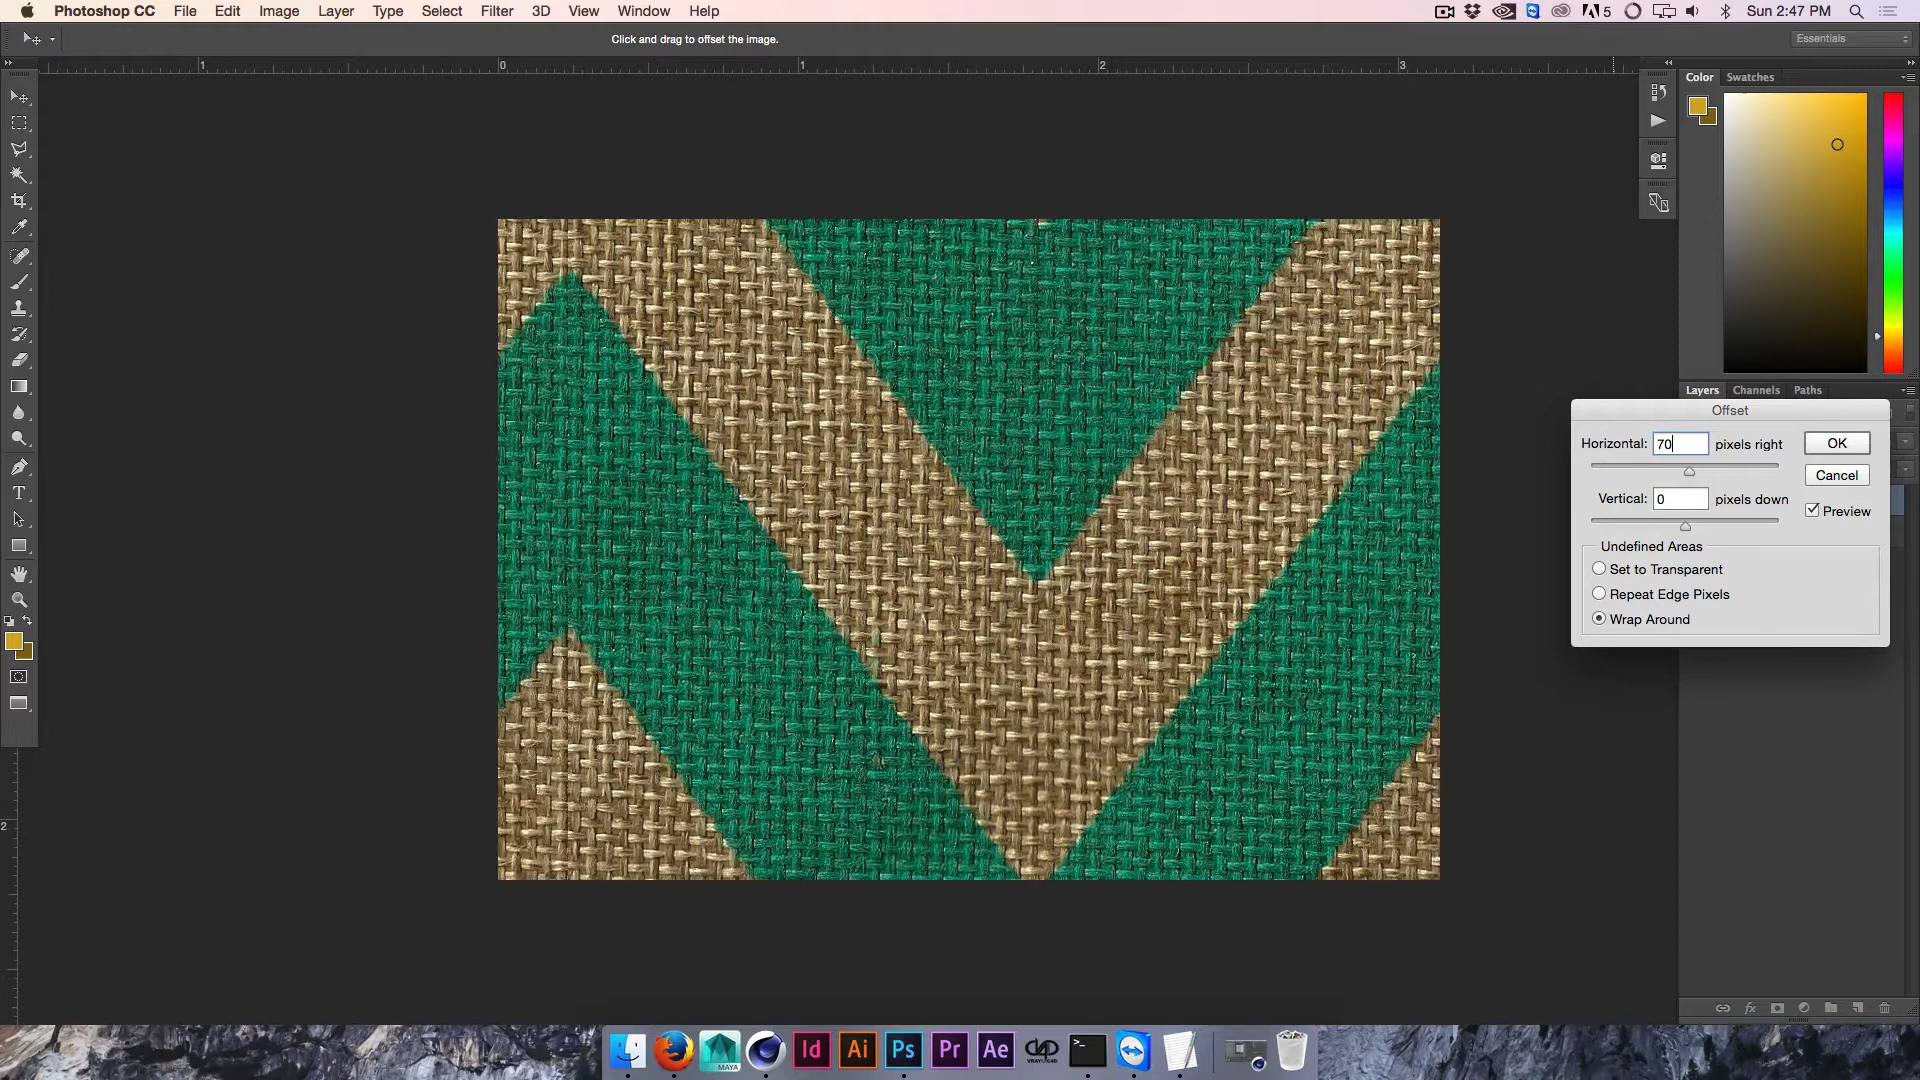 Photoshop CC File Edit Image Layer Type Select Filter 3D View Window Help 5 Sun 2:47 PM
Click and drag to offset the image. Essentials
1 0 1 2 3
Color Swatches
Layers Channels Paths
Offset
Horizontal: 70 pixels right OK
Cancel
Vertical: 0 pixels down
Preview
Undefined Areas
Set to Transparent
Repeat Edge Pixels
Wrap Around
T
2
fx
MAYA Id Ai Ps Pr Ae >_